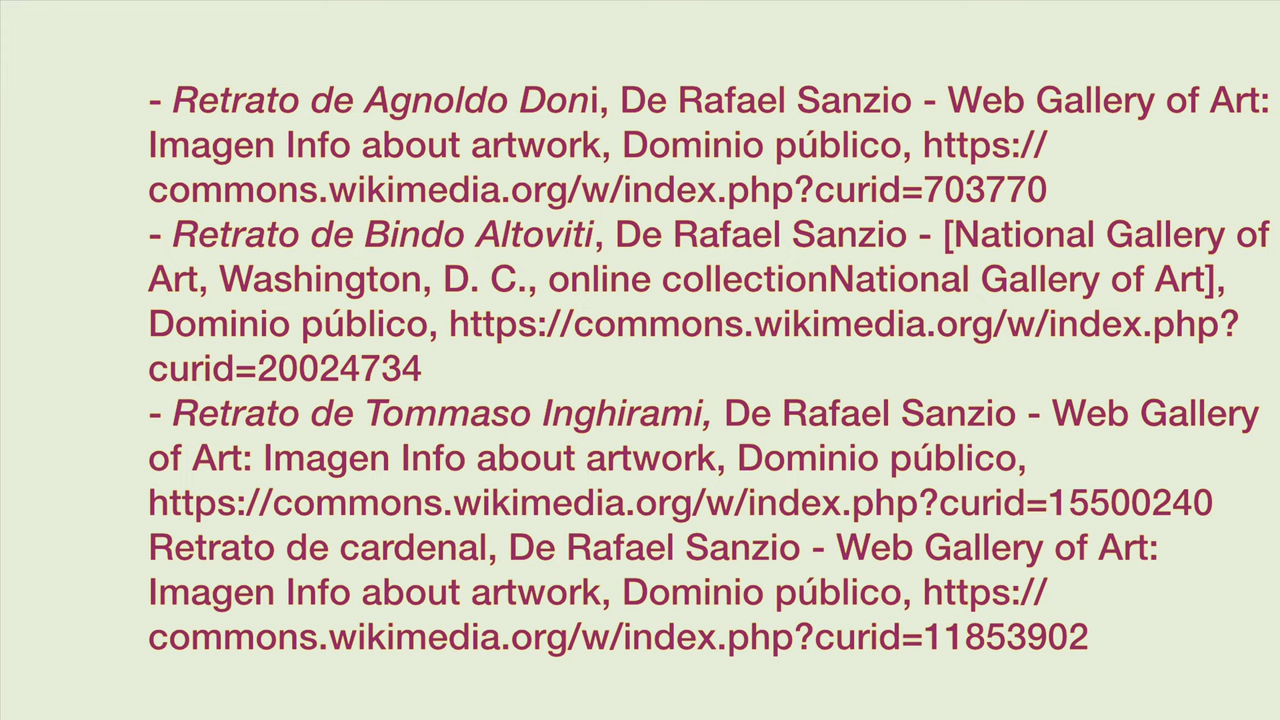 - Retrato de Agnoldo Doni, De Rafael Sanzio - Web Gallery of Art:
Imagen Info about artwork, Dominio público, https://
commons.wikimedia.org/w/index.php?curid=703770
- Retrato de Bindo Altoviti, De Rafael Sanzio - [National Gallery of
Art, Washington, D. C., online collectionNational Gallery of Art],
Dominio público, https://commons.wikimedia.org/w/index.php?
curid=20024734
- Retrato de Tommaso Inghirami, De Rafael Sanzio - Web Gallery
of Art: Imagen Info about artwork, Dominio público,
https://commons.wikimedia.org/w/index.php?curid=15500240
Retrato de cardenal, De Rafael Sanzio - Web Gallery of Art:
Imagen Info about artwork, Dominio público, https://
commons.wikimedia.org/w/index.php?curid=11853902